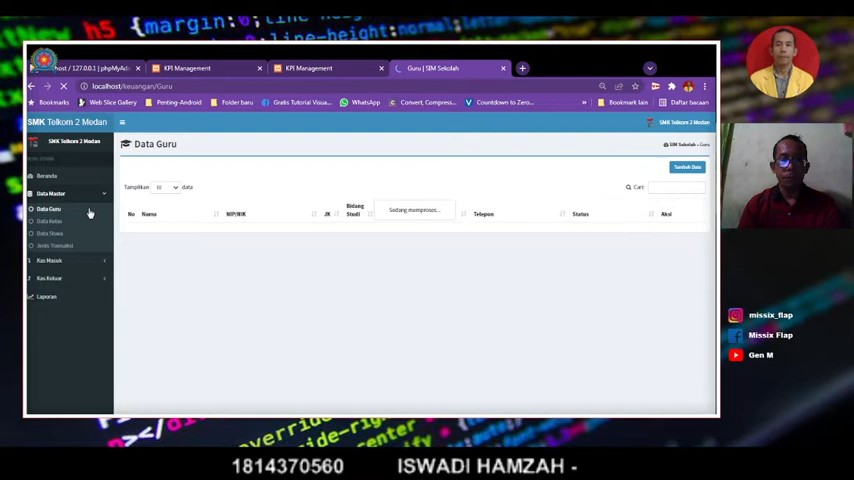 h5 {margin:0;line-height:
host / 127.0.0.1 | phpMyAd
KPI Management
KPI Management
Guru | SIM Sekolah
localhost/keuangan/Guru
Bookmarks
Web Slice Gallery
Penting-Android
Folder baru
Gratis Tutorial Visua...
WhatsApp
Convert, Compress...
Countdown to Zero...
Bookmark lain
Daftar bacaan
SMK Telkom 2 Medan
SMK Telkom 2 Medan
SMK Telkom 2 Medan
Data Guru
SIM Sekolah
Guru
Tambah Data
Beranda
Data Master
Data Guru
Data Kelas
Data Siswa
Jenis Transaksi
Kas Masuk
Kas Keluar
Laporan
Tampilkan 10 data
Cari:
No
Nama
NIP/NIK
JK
Bidang Studi
Sedang memproses...
Telepon
Status
Aksi
missix_flap
Missix Flap
Gen M
override
1814370560 ISWADI HAMZAH -